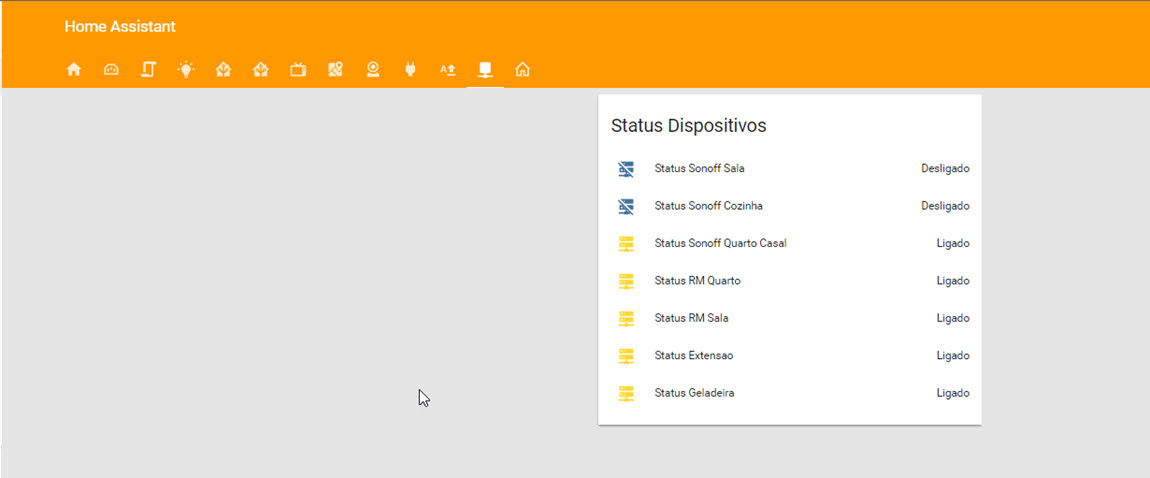 Home Assistant
A
Status Dispositivos
Status Sonoff Sala Desligado
Status Sonoff Cozinha Desligado
Status Sonoff Quarto Casal Ligado
Status RM Quarto Ligado
Status RM Sala Ligado
Status Extensao Ligado
Status Geladeira Ligado